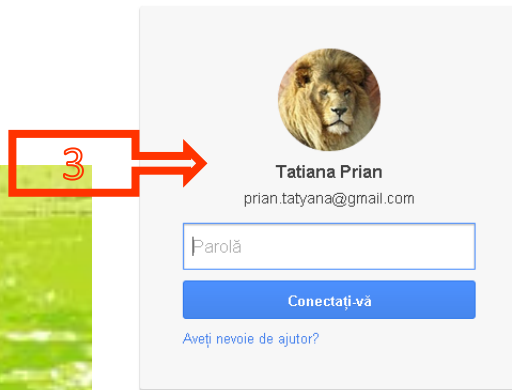 3
Tatiana Prian
prian.tatyana@gmail.com
Parolă
Conectați-vă
Aveți nevoie de ajutor?